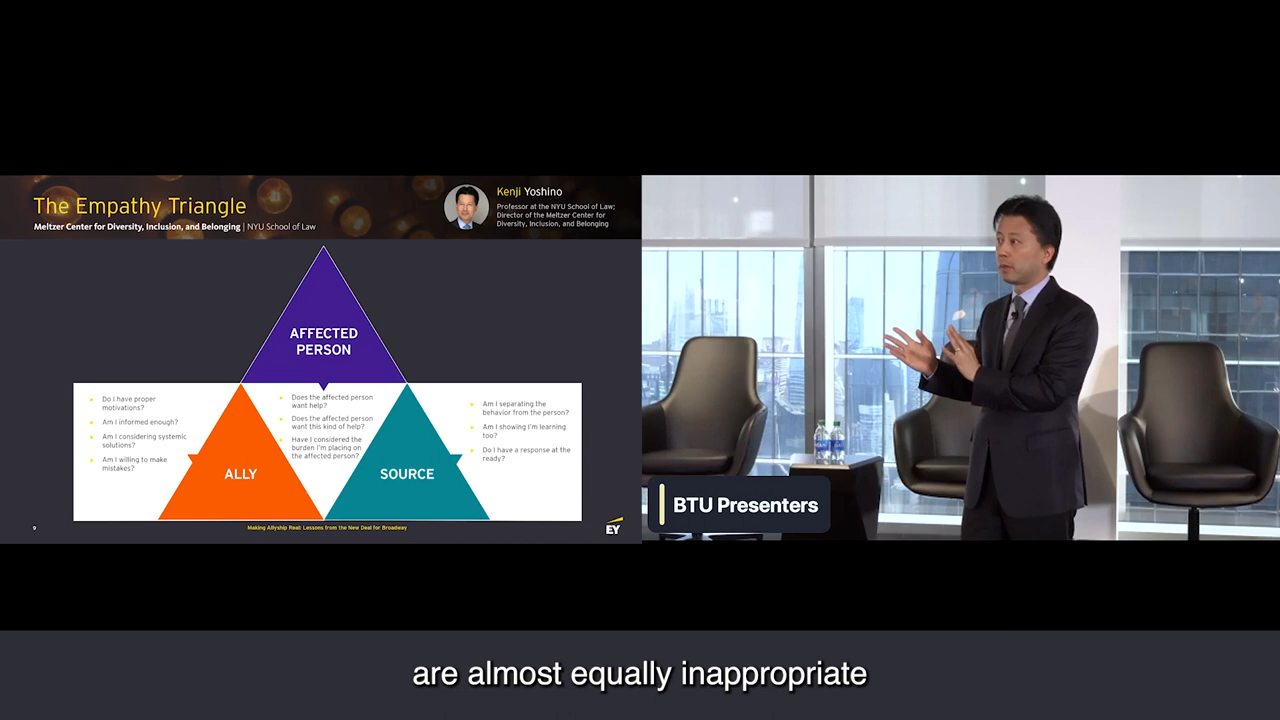 The Empathy Triangle
Meltzer Center for Diversity, Inclusion, and Belonging | NYU School of Law
Kenji Yoshino
Professor at the NYU School of Law;
Director of the Meltzer Center for
Diversity, Inclusion, and Belonging
AFFECTED
PERSON
Do I have proper
motivations?
Am I informed enough?
Am I considering systemic
solutions?
Am I willing to make
mistakes?
ALLY
Does the affected person
want help?
Does the affected person
want this kind of help?
Have I considered the
burden I'm placing on
the affected person?
SOURCE
Am I separating the
behavior from the person?
Am I showing I'm learning
too?
Do I have a response at the
ready?
9
Making Allyship Real: Lessons from the New Deal for Broadway
EY
BTU Presenters
are almost equally inappropriate